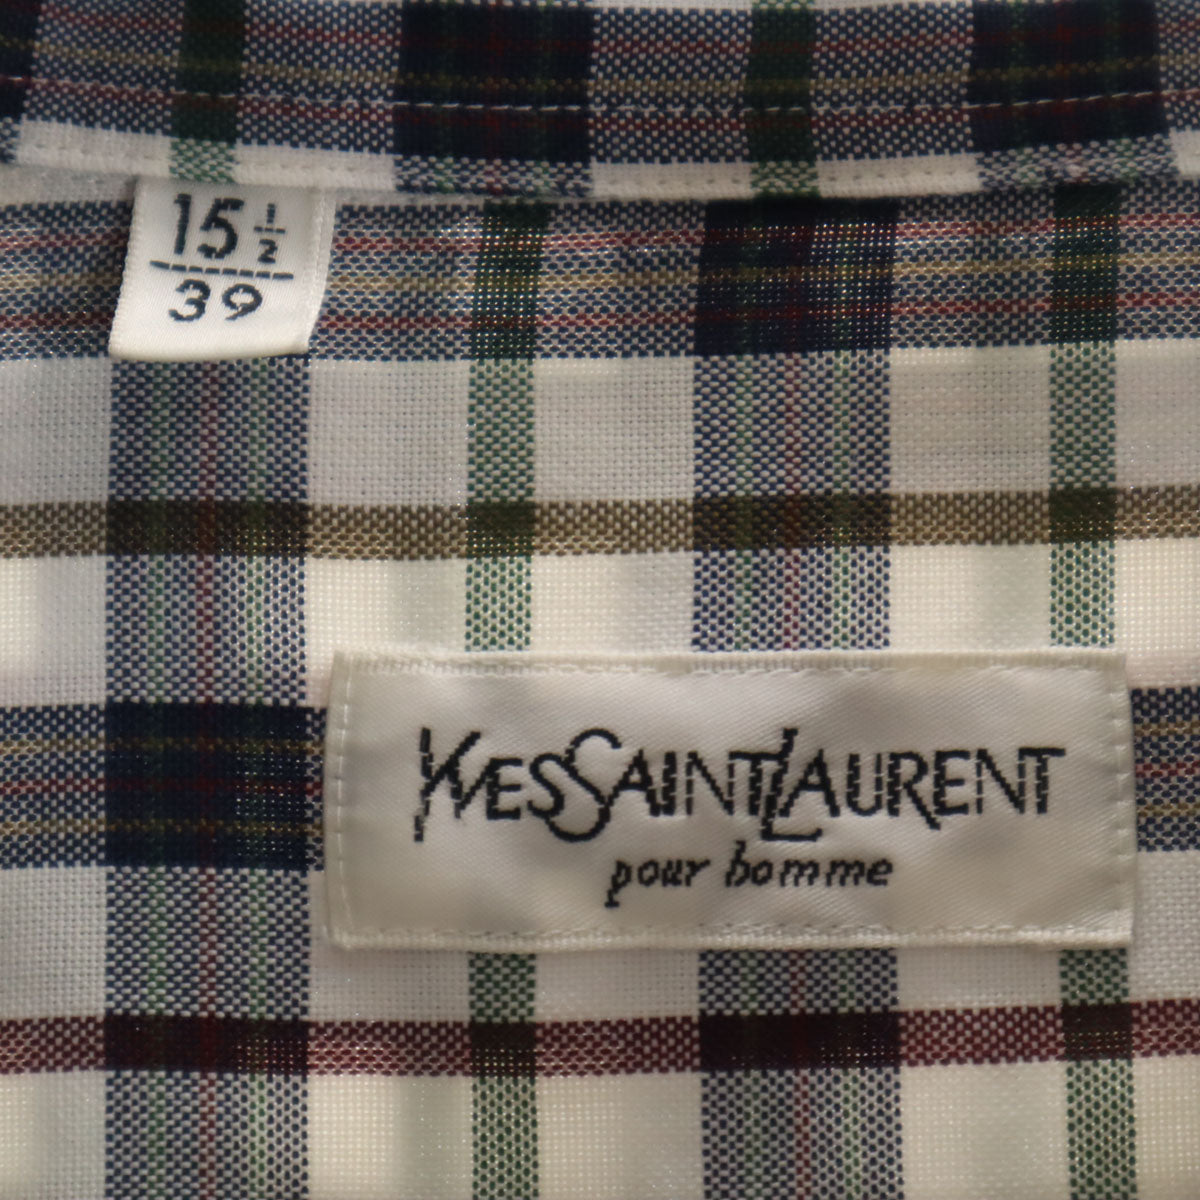 15 1/2
39
YVESSAINTLAURENT
pour homme